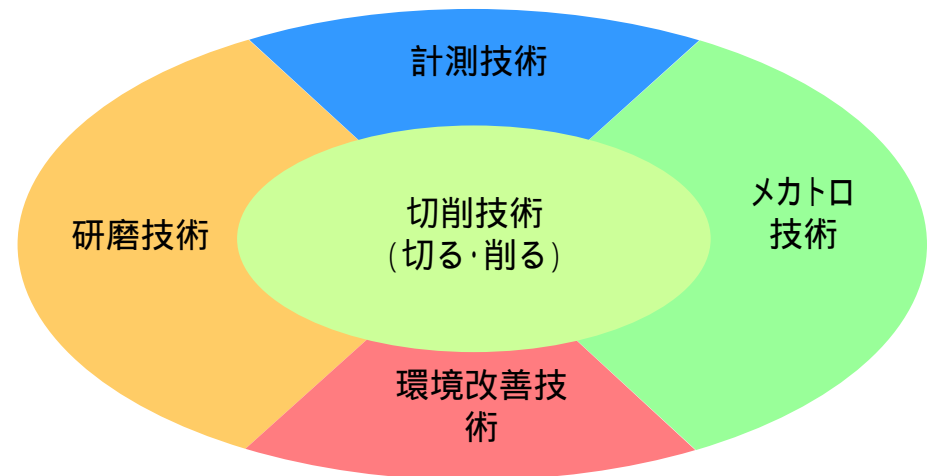 計測技術
研磨技術
切削技術
(切る･削る)
メカトロ
技術
環境改善技
術